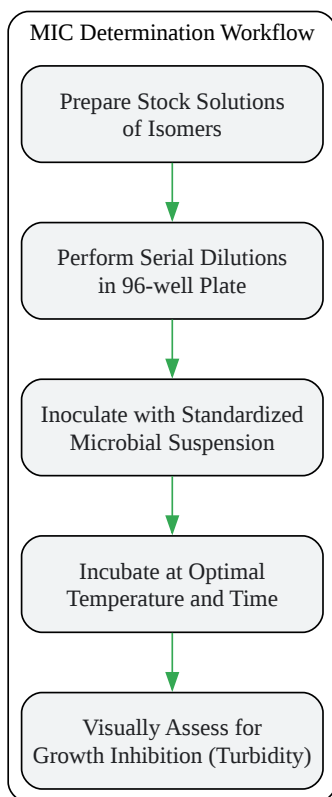 MIC Determination Workflow
Prepare Stock Solutions
of Isomers
Perform Serial Dilutions
in 96-well Plate
Inoculate with Standardized
Microbial Suspension
Incubate at Optimal
Temperature and Time
Visually Assess for
Growth Inhibition (Turbidity)